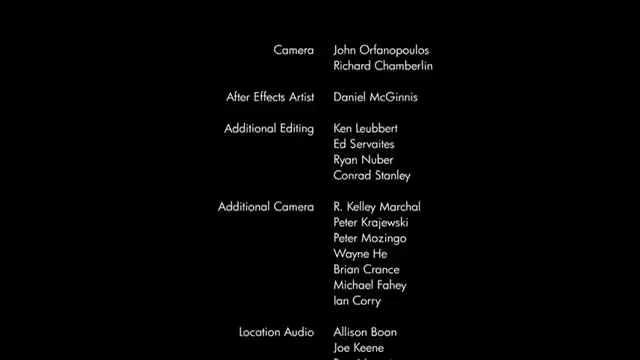 Camera John Orfanopoulos
Richard Chamberlin
After Effects Artist Daniel McGinnis
Additional Editing Ken Leubbert
Ed Servaites
Ryan Nuber
Conrad Stanley
Additional Camera R. Kelley Marchal
Peter Krajewski
Peter Mozingo
Wayne He
Brian Crance
Michael Fahey
Ian Corry
Location Audio Allison Boon
Joe Keene